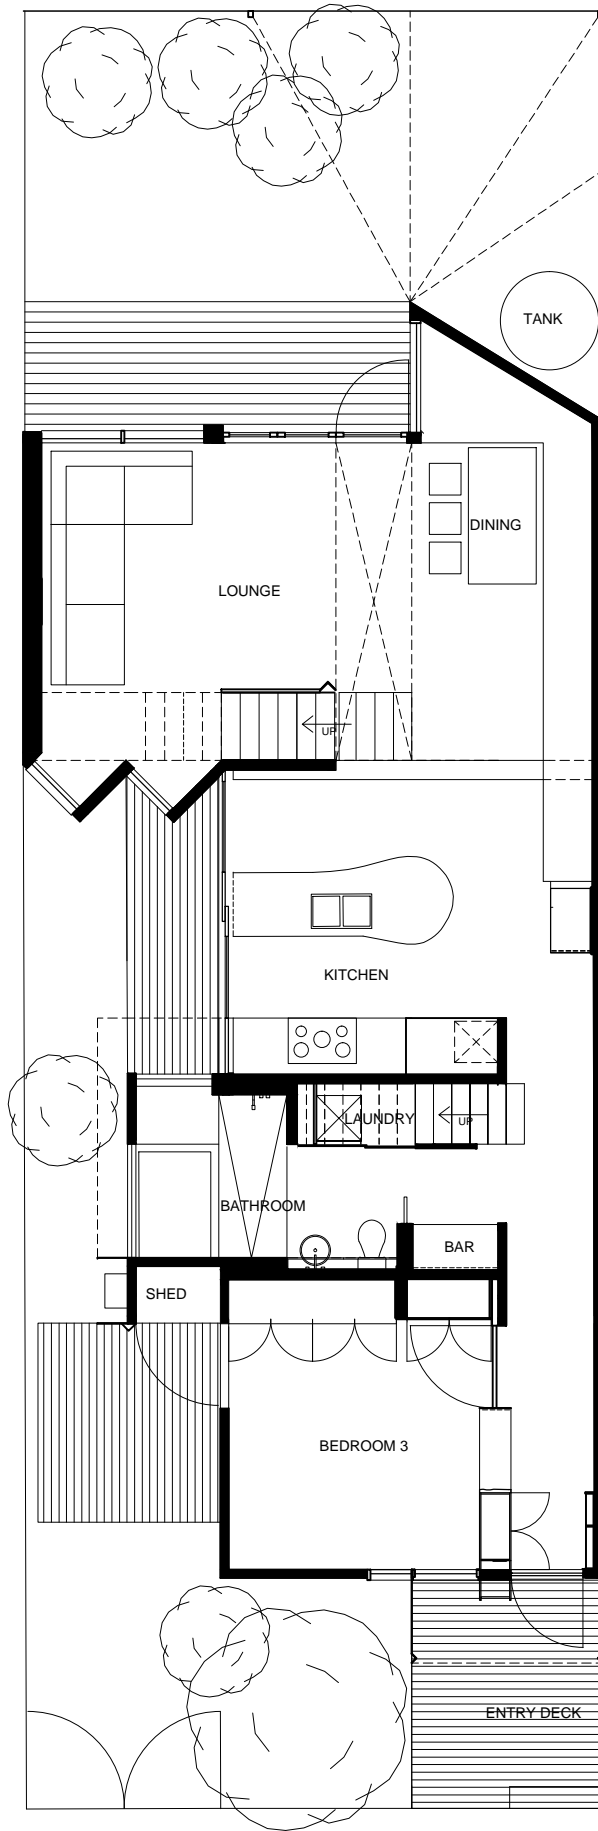 TANK
DINING
LOUNGE
UP
KITCHEN
LAUNDRY
UP
BATHROOM
BAR
SHED
BEDROOM 3
ENTRY DECK